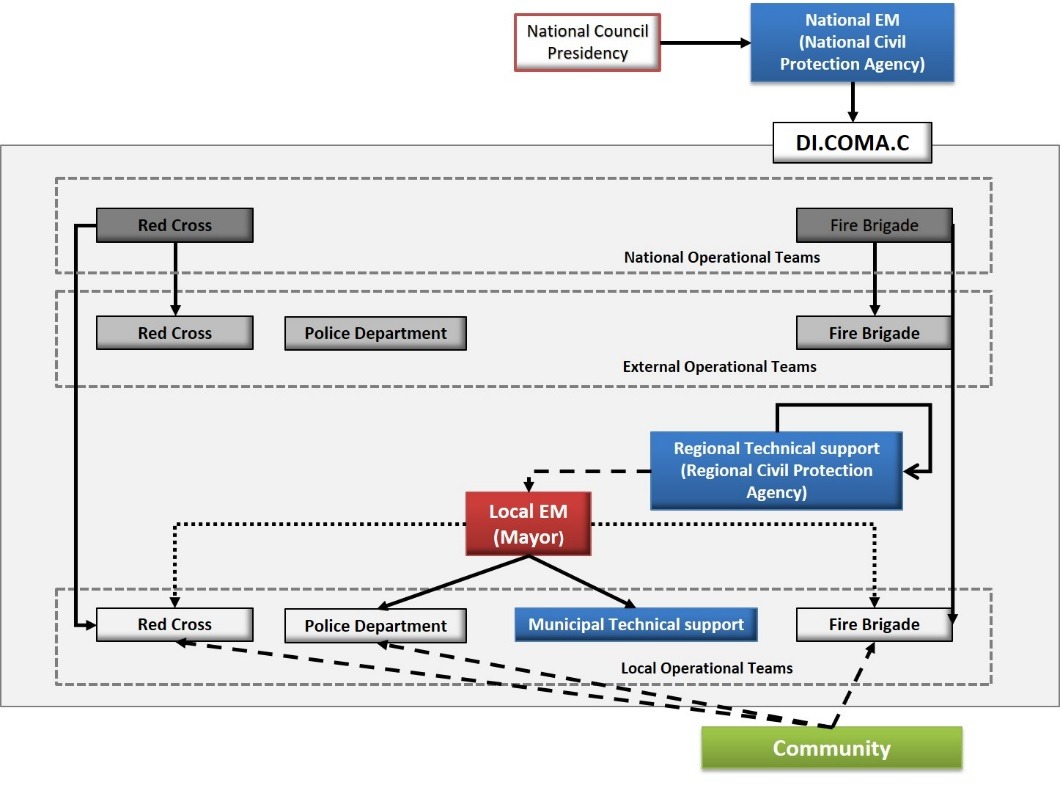 National Council
Presidency
National EM
(National Civil
Protection Agency)
DI.COMA.C
Red Cross
Fire Brigade
National Operational Teams
Red Cross
Police Department
Fire Brigade
External Operational Teams
Regional Technical support
(Regional Civil Protection
Agency)
Local EM
(Mayor)
Red Cross
Police Department
Municipal Technical support
Fire Brigade
Local Operational Teams
Community